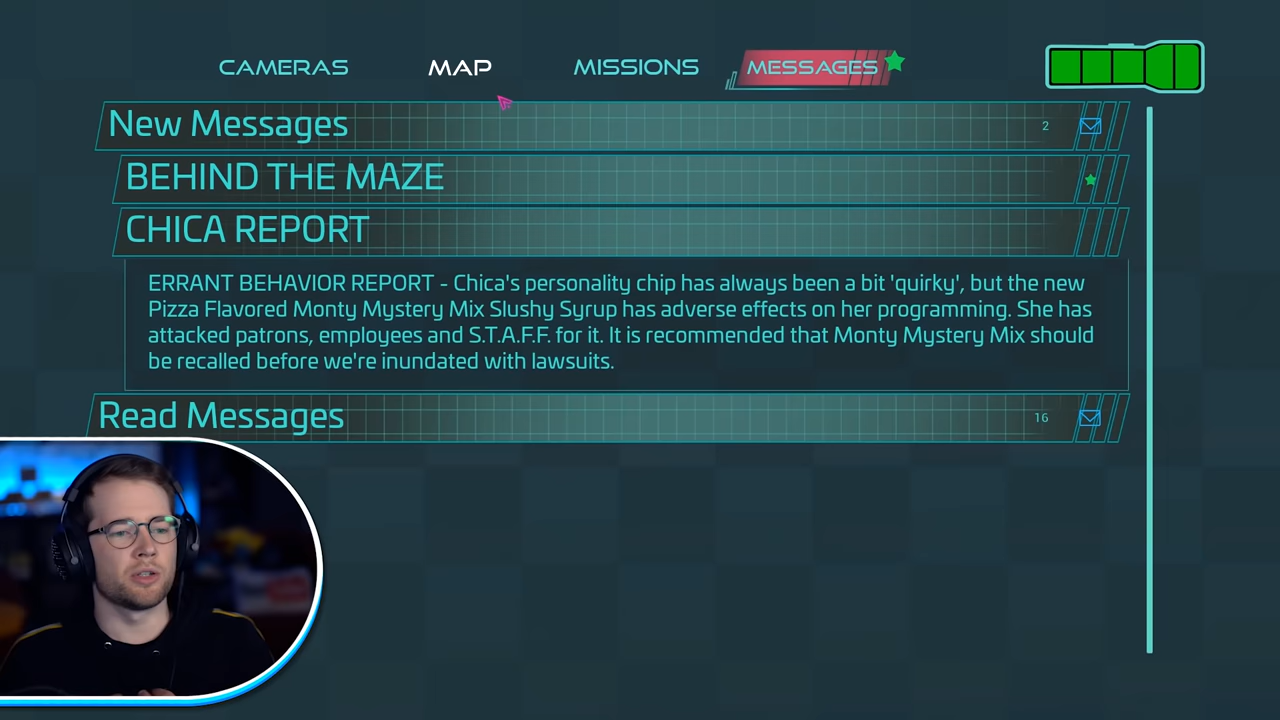 CAMERAS MAP MISSIONS MESSAGES
New Messages 2
BEHIND THE MAZE
CHICA REPORT
ERRANT BEHAVIOR REPORT - Chica's personality chip has always been a bit 'quirky', but the new
Pizza Flavored Monty Mystery Mix Slushy Syrup has adverse effects on her programming. She has
attacked patrons, employees and S.T.A.F.F. for it. It is recommended that Monty Mystery Mix should
be recalled before we're inundated with lawsuits.
Read Messages 16